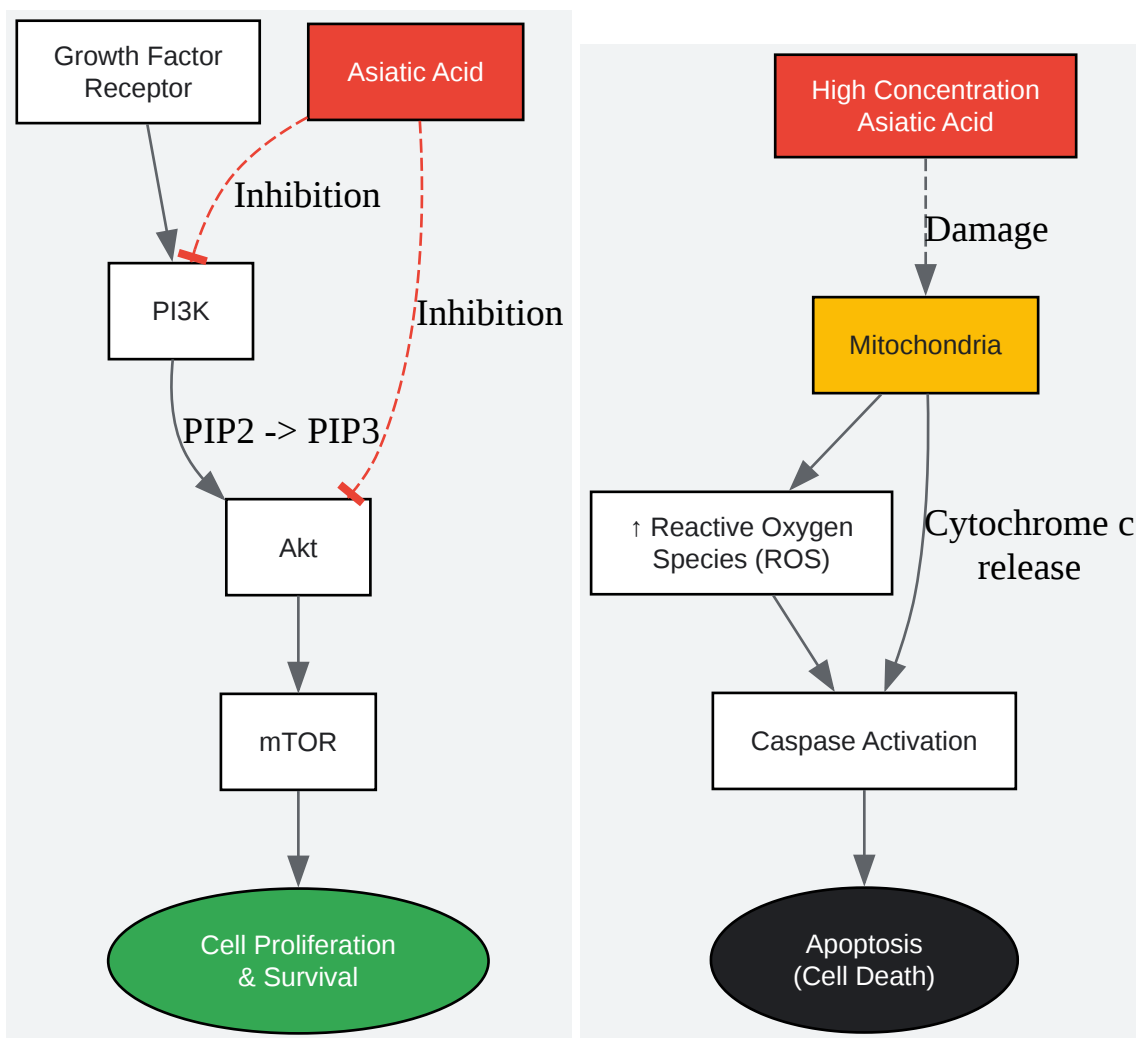 Growth Factor
Receptor
Asiatic Acid
Inhibition
PI3K
Inhibition
PIP2 -> PIP3
Akt
mTOR
Cell Proliferation
& Survival
High Concentration
Asiatic Acid
Damage
Mitochondria
↑ Reactive Oxygen
Species (ROS)
Cytochrome c
release
Caspase Activation
Apoptosis
(Cell Death)